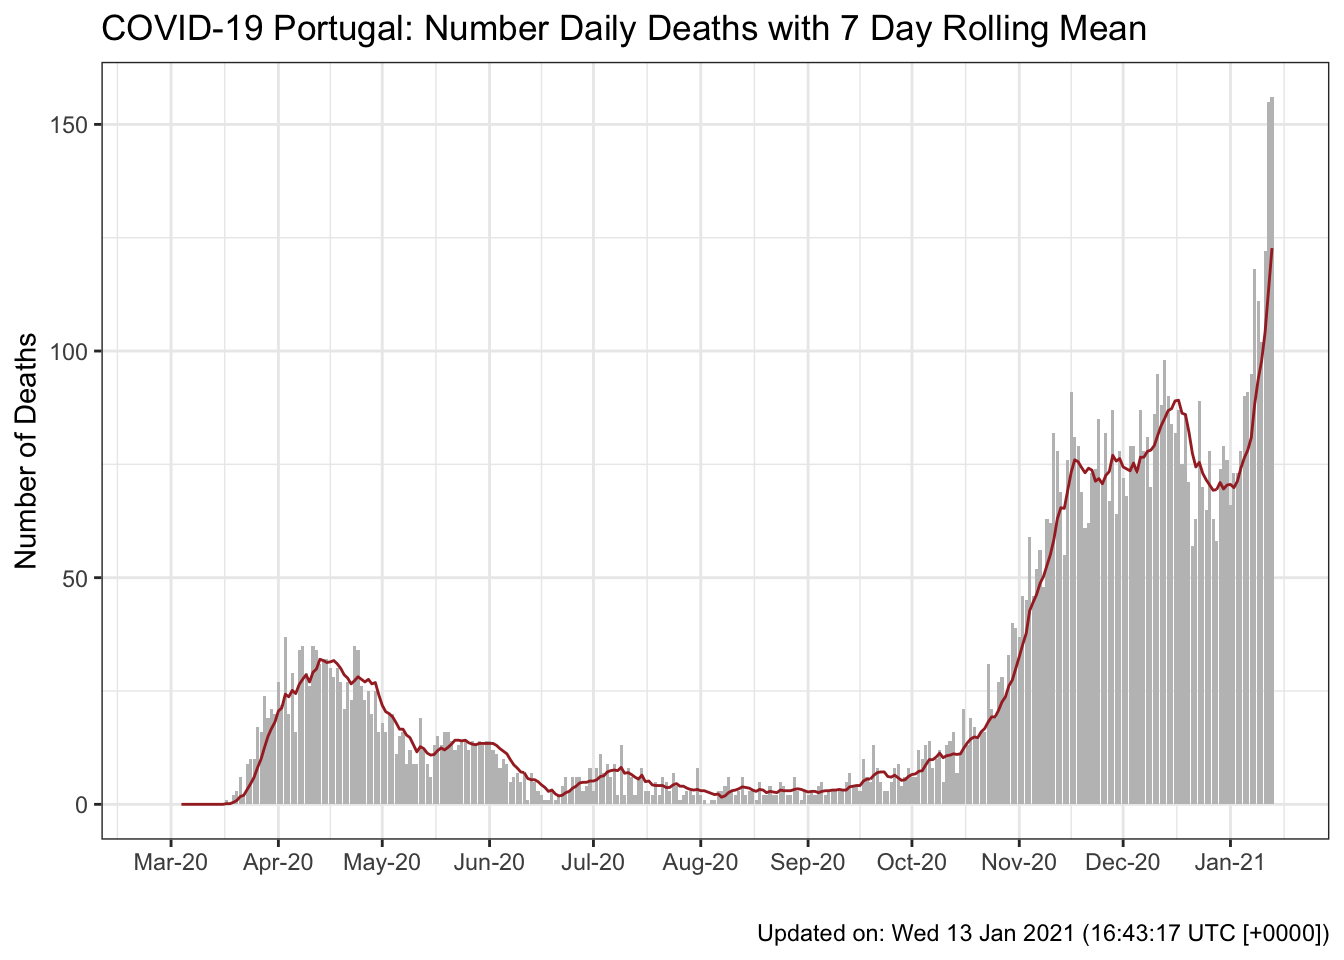 COVID-19 Portugal: Number Daily Deaths with 7 Day Rolling Mean
Number of Deaths
150
100
50
0
Mar-20 Apr-20 May-20 Jun-20 Jul-20 Aug-20 Sep-20 Oct-20 Nov-20 Dec-20 Jan-21
Updated on: Wed 13 Jan 2021 (16:43:17 UTC [+0000])